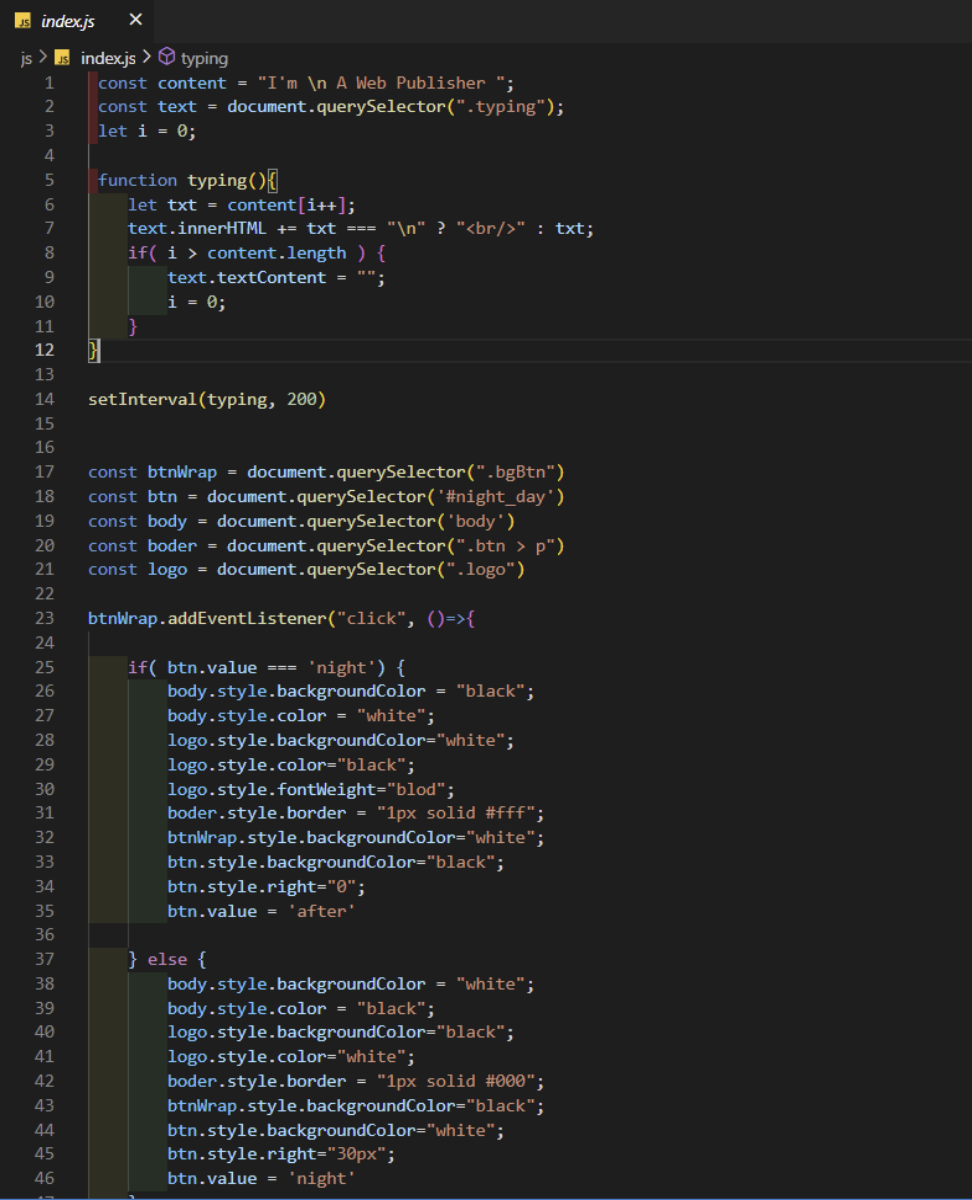 JS index.js ×
js > JS index.js > typing
1 const content = "I'm \n A Web Publisher ";
2 const text = document.querySelector(".typing");
3 let i = 0;
4
5 function typing(){
6     let txt = content[i++];
7     text.innerHTML += txt === "\n" ? "<br/>" : txt;
8     if( i > content.length ) {
9         text.textContent = "";
10         i = 0;
11     }
12 }
13
14 setInterval(typing, 200)
15
16
17 const btnWrap = document.querySelector(".bgBtn")
18 const btn = document.querySelector('#night_day')
19 const body = document.querySelector('body')
20 const boder = document.querySelector(".btn > p")
21 const logo = document.querySelector(".logo")
22
23 btnWrap.addEventListener("click", ()=>{
24
25     if( btn.value === 'night') {
26         body.style.backgroundColor = "black";
27         body.style.color = "white";
28         logo.style.backgroundColor="white";
29         logo.style.color="black";
30         logo.style.fontWeight="blod";
31         boder.style.border = "1px solid #fff";
32         btnWrap.style.backgroundColor="white";
33         btn.style.backgroundColor="black";
34         btn.style.right="0";
35         btn.value = 'after'
36
37     } else {
38         body.style.backgroundColor = "white";
39         body.style.color = "black";
40         logo.style.backgroundColor="black";
41         logo.style.color="white";
42         boder.style.border = "1px solid #000";
43         btnWrap.style.backgroundColor="black";
44         btn.style.backgroundColor="white";
45         btn.style.right="30px";
46         btn.value = 'night'